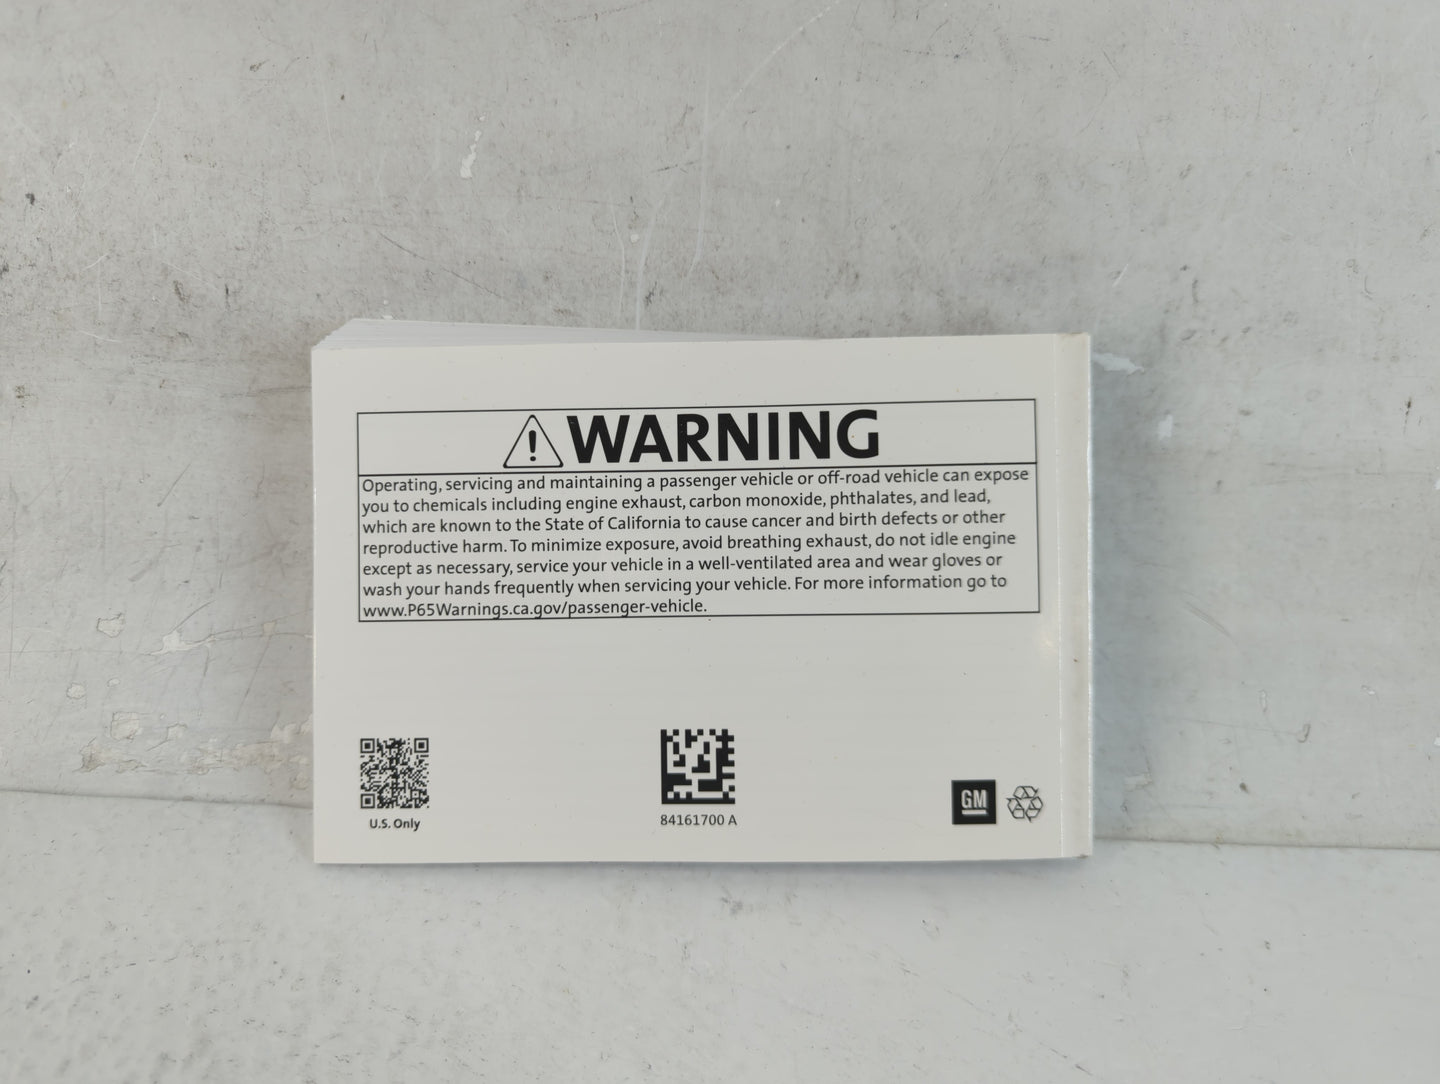 WARNING
Operating, servicing and maintaining a passenger vehicle or off-road vehicle can expose
you to chemicals including engine exhaust, carbon monoxide, phthalates, and lead,
which are known to the State of California to cause cancer and birth defects or other
reproductive harm. To minimize exposure, avoid breathing exhaust, do not idle engine
except as necessary, service your vehicle in a well-ventilated area and wear gloves or
wash your hands frequently when servicing your vehicle. For more information go to
www.P65Warnings.ca.gov/passenger-vehicle.
U.S. Only
84161700 A
GM